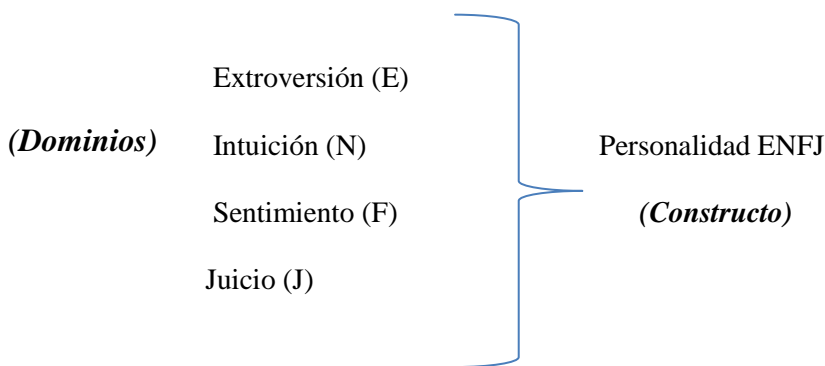 Extroversión (E)
(Dominios)
Intuición (N)
Sentimiento (F)
Juicio (J)
Personalidad ENFJ
(Constructo)